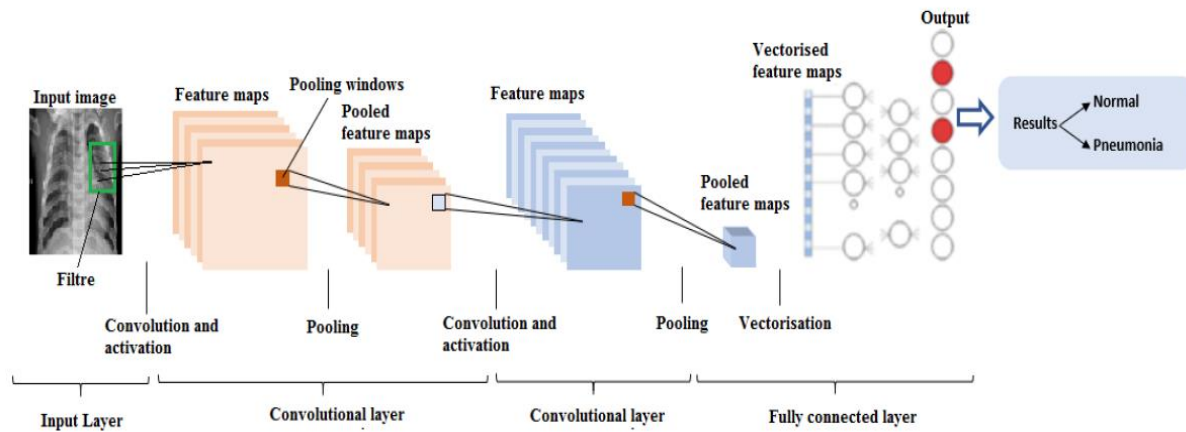 Input image
Filtre
Feature maps
Pooling windows
Pooled
feature maps
Feature maps
Pooled
feature maps
Vectorised
feature maps
Output
Results
Normal
Pneumonia
Convolution and
activation
Pooling
Convolution and
activation
Pooling
Vectorisation
Input Layer
Convolutional layer
Convolutional layer
Fully connected layer